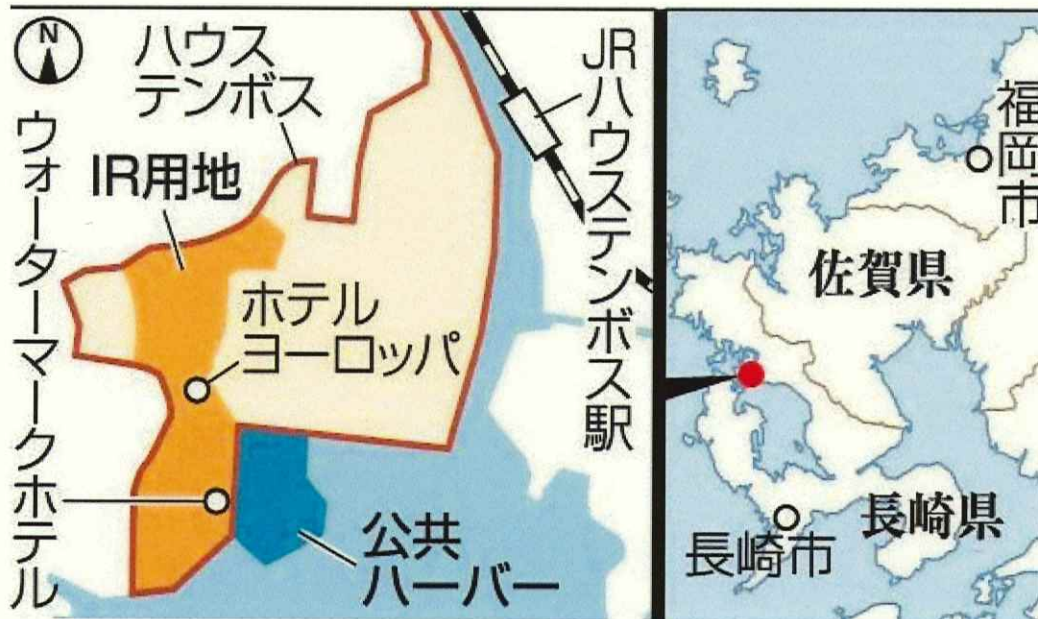 N
ハウス
テンボス
IR用地
ウォーターマークホテル
ホテル
ヨーロッパ
公共
ハーバー
JRハウステンボス駅
福岡市
佐賀県
長崎県
長崎市